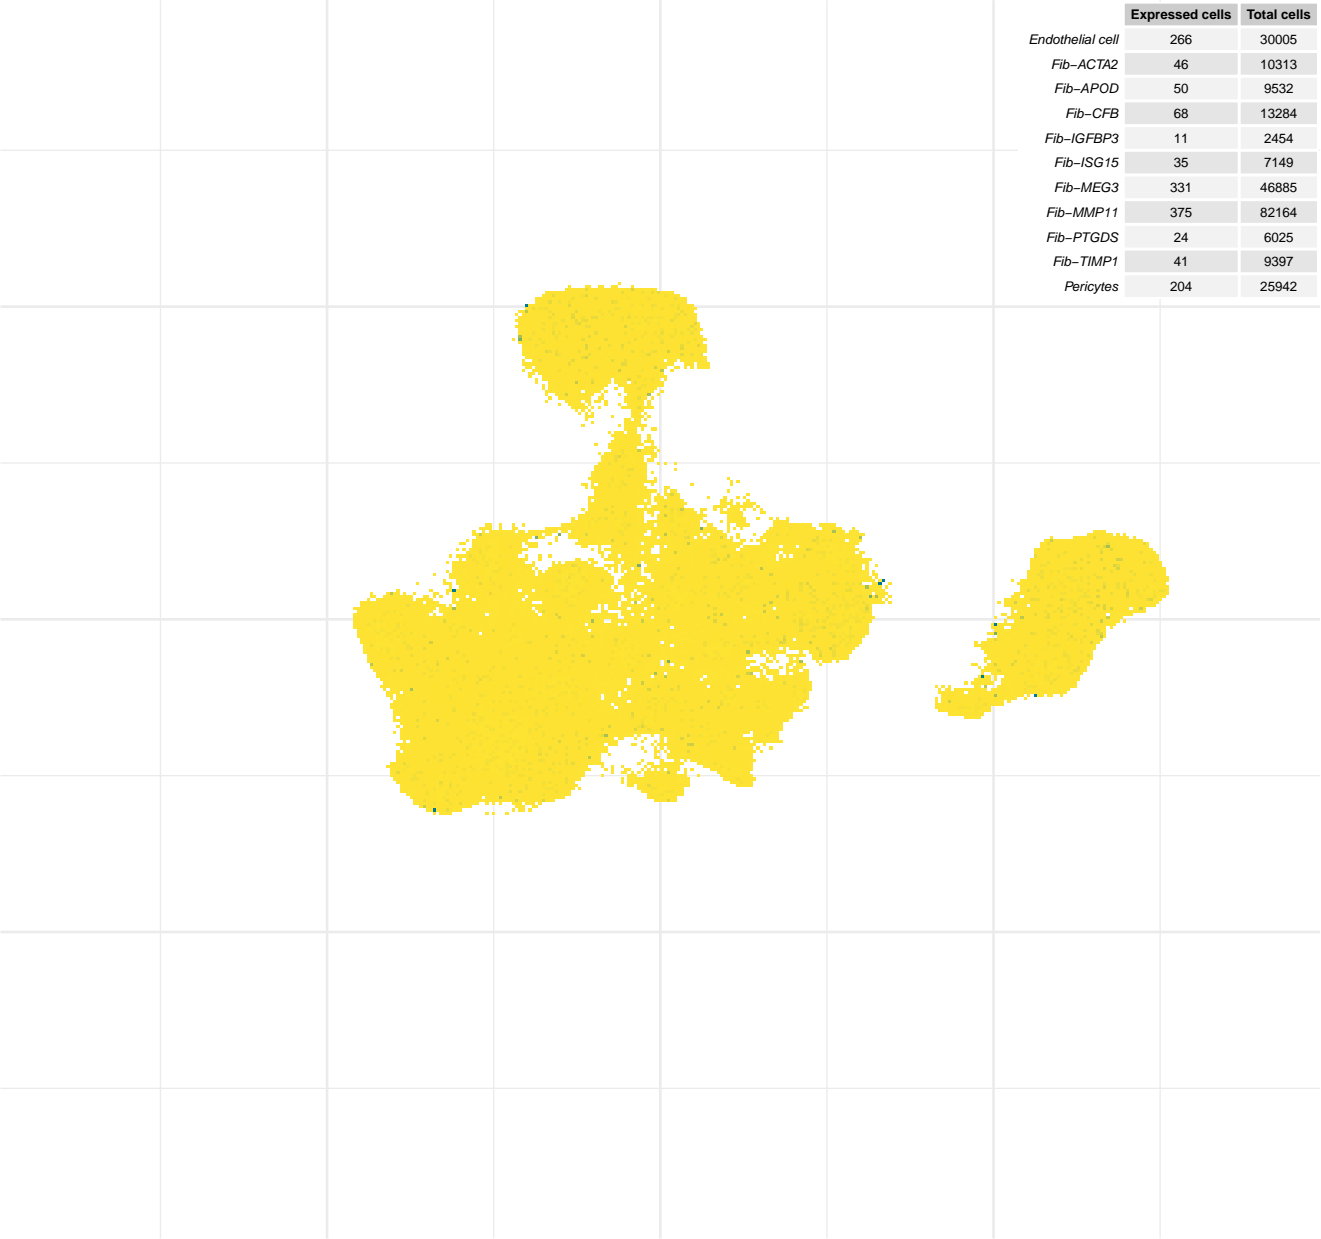 Expressed cells Total cells
Endothelial cell 266 30005
Fib−ACTA2 46 10313
Fib−APOD 50 9532
Fib−CFB 68 13284
Fib−IGFBP3 11 2454
Fib−ISG15 35 7149
Fib−MEG3 331 46885
Fib−MMP11 375 82164
Fib−PTGDS 24 6025
Fib−TIMP1 41 9397
Pericytes 204 25942